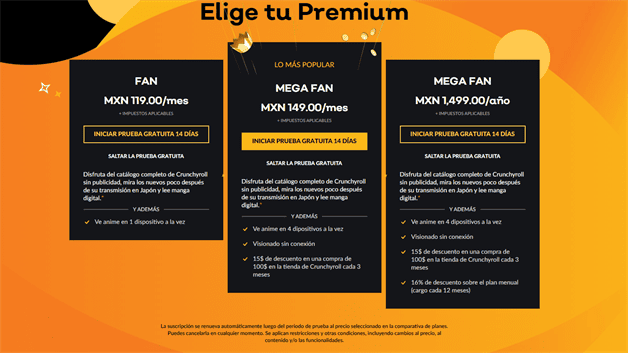 Elige tu Premium
FAN
MXN 119.00/mes
+ IMPUESTOS APLICABLES
INICIAR PRUEBA GRATUITA 14 DÍAS
SALTAR LA PRUEBA GRATUITA
Disfruta del catálogo completo de Crunchyroll
sin publicidad, mira los nuevos poco después
de su transmisión en Japón y lee manga
digital.*
Y ADEMÁS
Ve anime en 1 dispositivo a la vez
LO MÁS POPULAR
MEGA FAN
MXN 149.00/mes
+ IMPUESTOS APLICABLES
INICIAR PRUEBA GRATUITA 14 DÍAS
SALTAR LA PRUEBA GRATUITA
Disfruta del catálogo completo de Crunchyroll
sin publicidad, mira los nuevos poco después
de su transmisión en Japón y lee manga
digital.*
Y ADEMÁS
Ve anime en 4 dipositivos a la vez
Visionado sin conexión
15$ de descuento en una compra de
100$ en la tienda de Crunchyroll cada 3
meses
MEGA FAN
MXN 1,499.00/año
+ IMPUESTOS APLICABLES
INICIAR PRUEBA GRATUITA 14 DÍAS
SALTAR LA PRUEBA GRATUITA
Disfruta del catálogo completo de Crunchyroll
sin publicidad, mira los nuevos poco después
de su transmisión en Japón y lee manga
digital.*
Y ADEMÁS
Ve anime en 4 dipositivos a la vez
Visionado sin conexión
15$ de descuento en una compra de
100$ en la tienda de Crunchyroll cada 3
meses
16% de descuento sobre el plan menual
(cargo cada 12 meses)
La suscripción se renueva automáticamente luego del periodo de prueba al precio seleccionado en la comparativa de planes.
Puedes cancelarla en cualquier momento. Se aplican restricciones y otras condiciones, incluyendo cambios al precio, al
contenido y/o las funcionalidades.